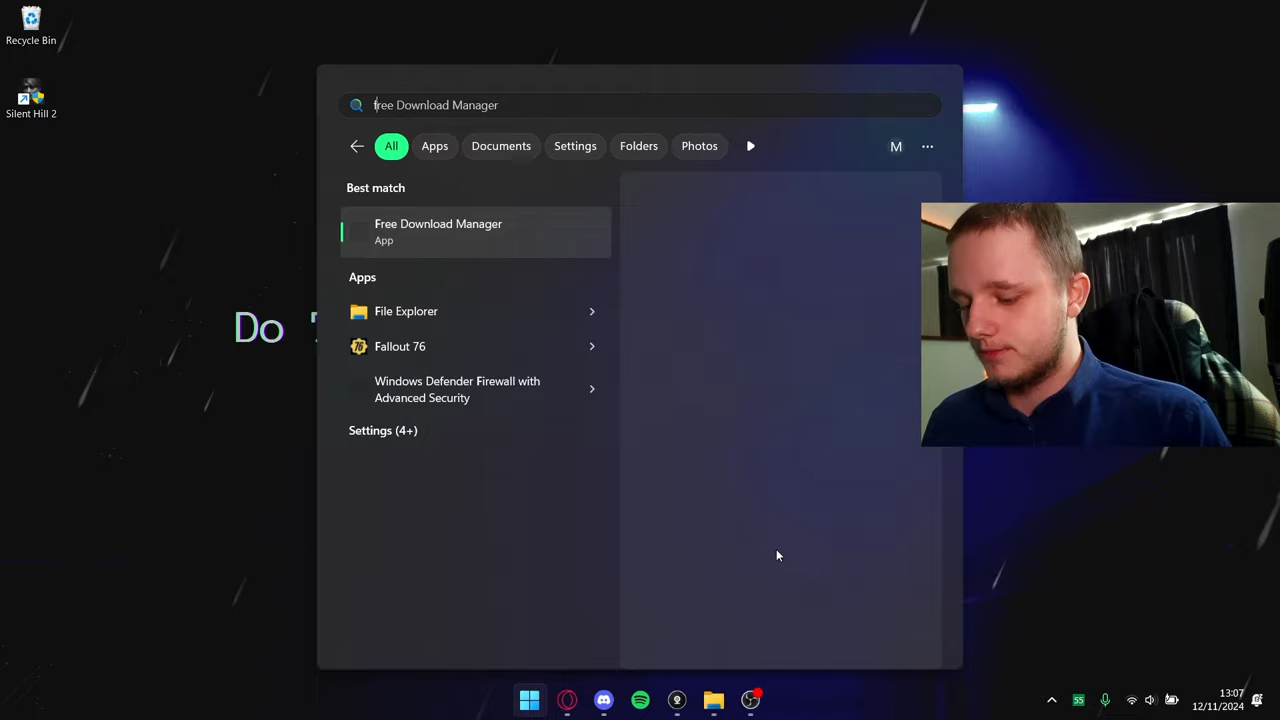 Recycle Bin
Silent Hill 2
free Download Manager
All
Apps
Documents
Settings
Folders
Photos
M
Best match
Free Download Manager
App
Apps
File Explorer
Fallout 76
Windows Defender Firewall with
Advanced Security
Settings (4+)
Do
55
13:07
12/11/2024